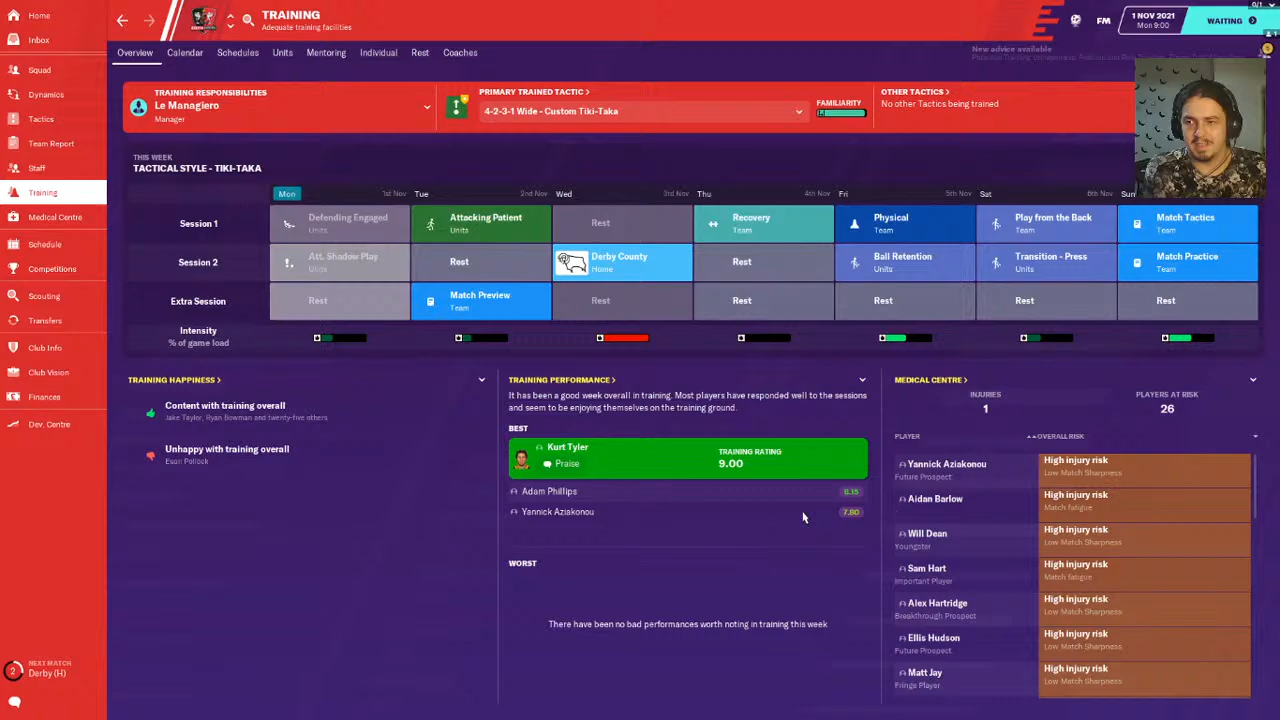 Home
Inbox
Squad
Dynamics
Tactics
Team Report
Staff
Training
Medical Centre
Schedule
Competitions
Scouting
Transfers
Club Info
Club Vision
Finances
Dev. Centre
2
NEXT MATCH
Derby (H)
TRAINING
Adequate training facilities
FM
1 NOV 2021
Mon 9:00
WAITING
0/1
Overview Calendar Schedules Units Mentoring Individual Rest Coaches
New advice available
TRAINING RESPONSIBILITIES
Le Managiero
Manager
PRIMARY TRAINED TACTIC
4-2-3-1 Wide - Custom Tiki-Taka
FAMILIARITY
OTHER TACTICS
No other Tactics being trained
THIS WEEK
TACTICAL STYLE - TIKI-TAKA
Mon 1st Nov Tue 2nd Nov Wed 3rd Nov Thu 4th Nov Fri 5th Nov Sat 6th Nov Sun
Session 1
Defending Engaged
Units
Attacking Patient
Units
Rest
Recovery
Team
Physical
Team
Play from the Back
Team
Match Tactics
Team
Session 2
Att. Shadow Play
Units
Rest
Derby County
Home
Rest
Ball Retention
Units
Transition - Press
Units
Match Practice
Team
Extra Session
Rest
Match Preview
Team
Rest
Rest
Rest
Rest
Rest
Intensity
% of game load
TRAINING HAPPINESS
Content with training overall
Jake Taylor, Ryan Bowman and twenty-five others
Unhappy with training overall
Esan Pollock
TRAINING PERFORMANCE
It has been a good week overall in training. Most players have responded well to the sessions
and seem to be enjoying themselves on the training ground.
BEST
Kurt Tyler
Praise
TRAINING RATING
9.00
Adam Phillips 8.15
Yannick Aziakonou 7.80
WORST
There have been no bad performances worth noting in training this week
MEDICAL CENTRE
INJURIES
1
PLAYERS AT RISK
26
PLAYER OVERALL RISK
Yannick Aziakonou
Future Prospect
High injury risk
Low Match Sharpness
Aidan Barlow
High injury risk
Match fatigue
Will Dean
Youngster
High injury risk
Low Match Sharpness
Sam Hart
Important Player
High injury risk
Match fatigue
Alex Hartridge
Breakthrough Prospect
High injury risk
Low Match Sharpness
Ellis Hudson
Future Prospect
High injury risk
Low Match Sharpness
Matt Jay
Fringe Player
High injury risk
Low Match Sharpness